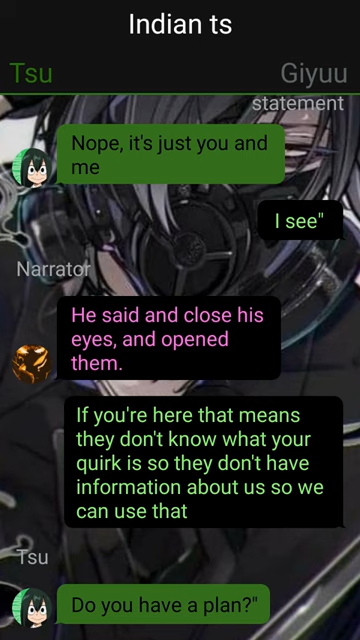 Indian ts
Tsu
Giyuu
statement
Nope, it's just you and
me
I see"
Narrator
He said and close his
eyes, and opened
them.
If you're here that means
they don't know what your
quirk is so they don't have
information about us so we
can use that
Tsu
Do you have a plan?"